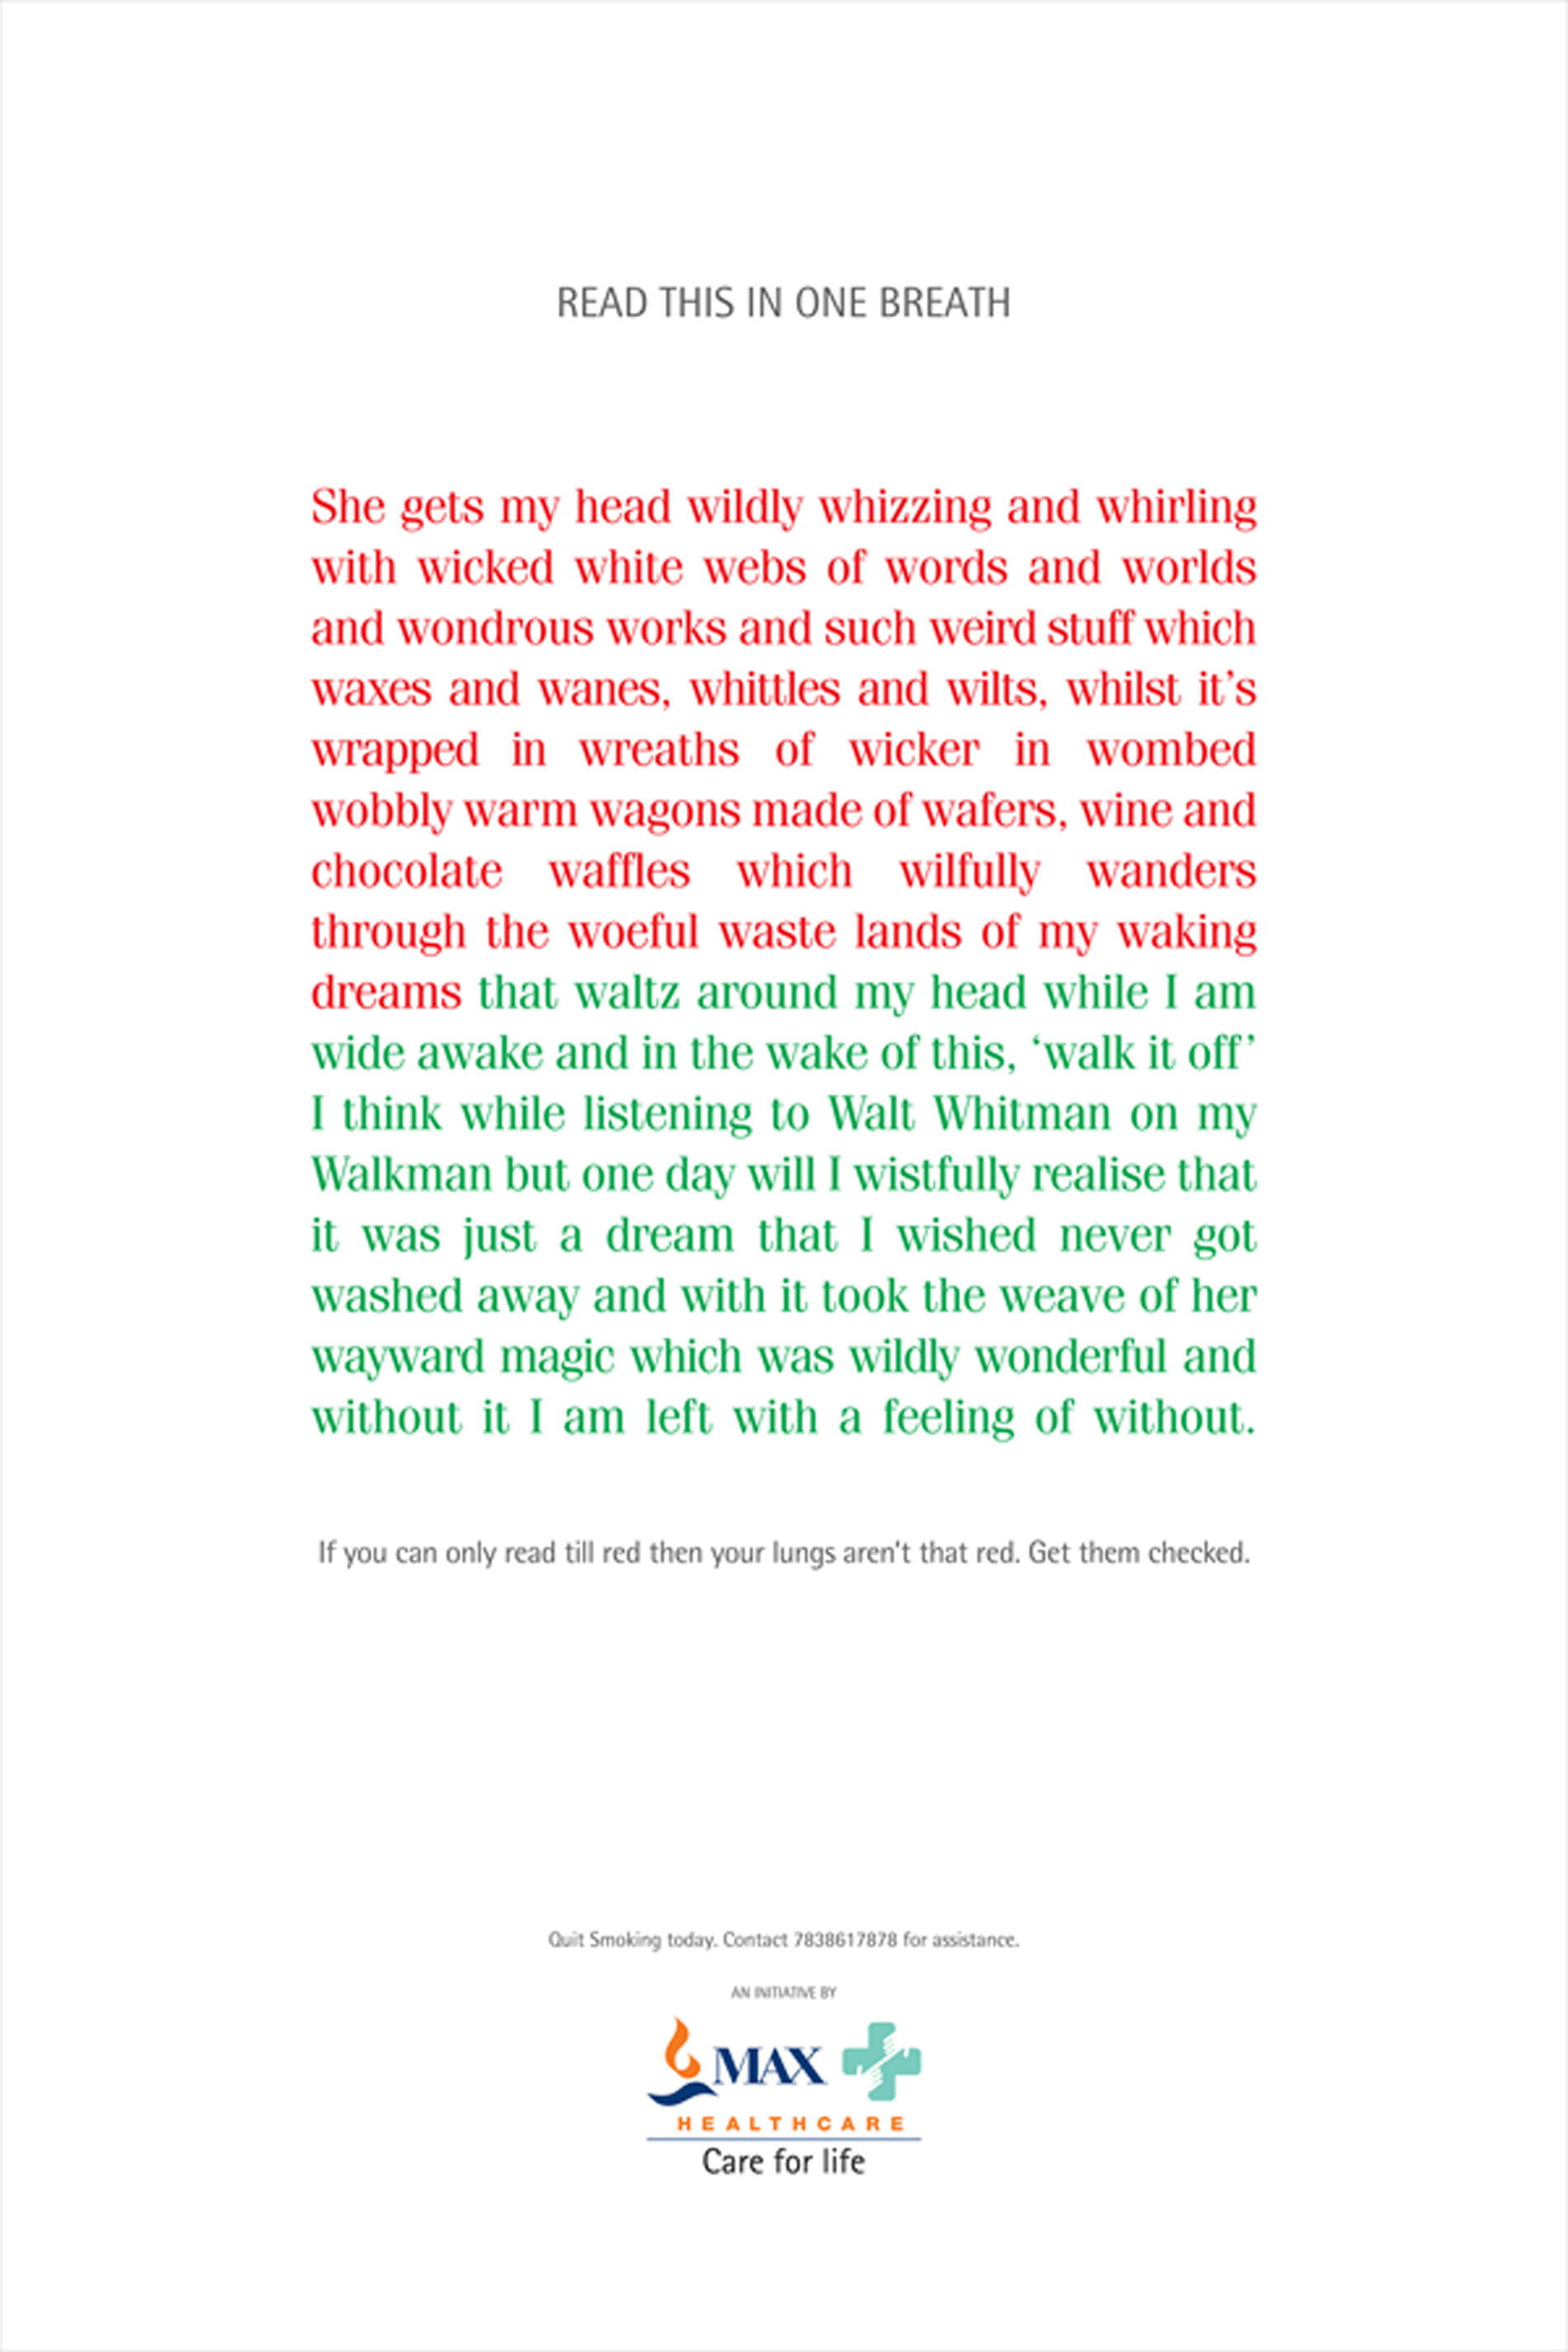 READ THIS IN ONE BREATH
She gets my head wildly whizzing and whirling
with wicked white webs of words and worlds
and wondrous works and such weird stuff which
waxes and wanes, whittles and wilts, whilst it’s
wrapped in wreaths of wicker in wombed
wobbly warm wagons made of wafers, wine and
chocolate waffles which wilfully wanders
through the woeful waste lands of my waking
dreams that waltz around my head while I am
wide awake and in the wake of this, ‘walk it off’
I think while listening to Walt Whitman on my
Walkman but one day will I wistfully realise that
it was just a dream that I wished never got
washed away and with it took the weave of her
wayward magic which was wildly wonderful and
without it I am left with a feeling of without.
If you can only read till red then your lungs aren't that red. Get them checked.
Quit Smoking today. Contact 7838617878 for assistance.
AN INITIATIVE BY
MAX
HEALTHCARE
Care for life